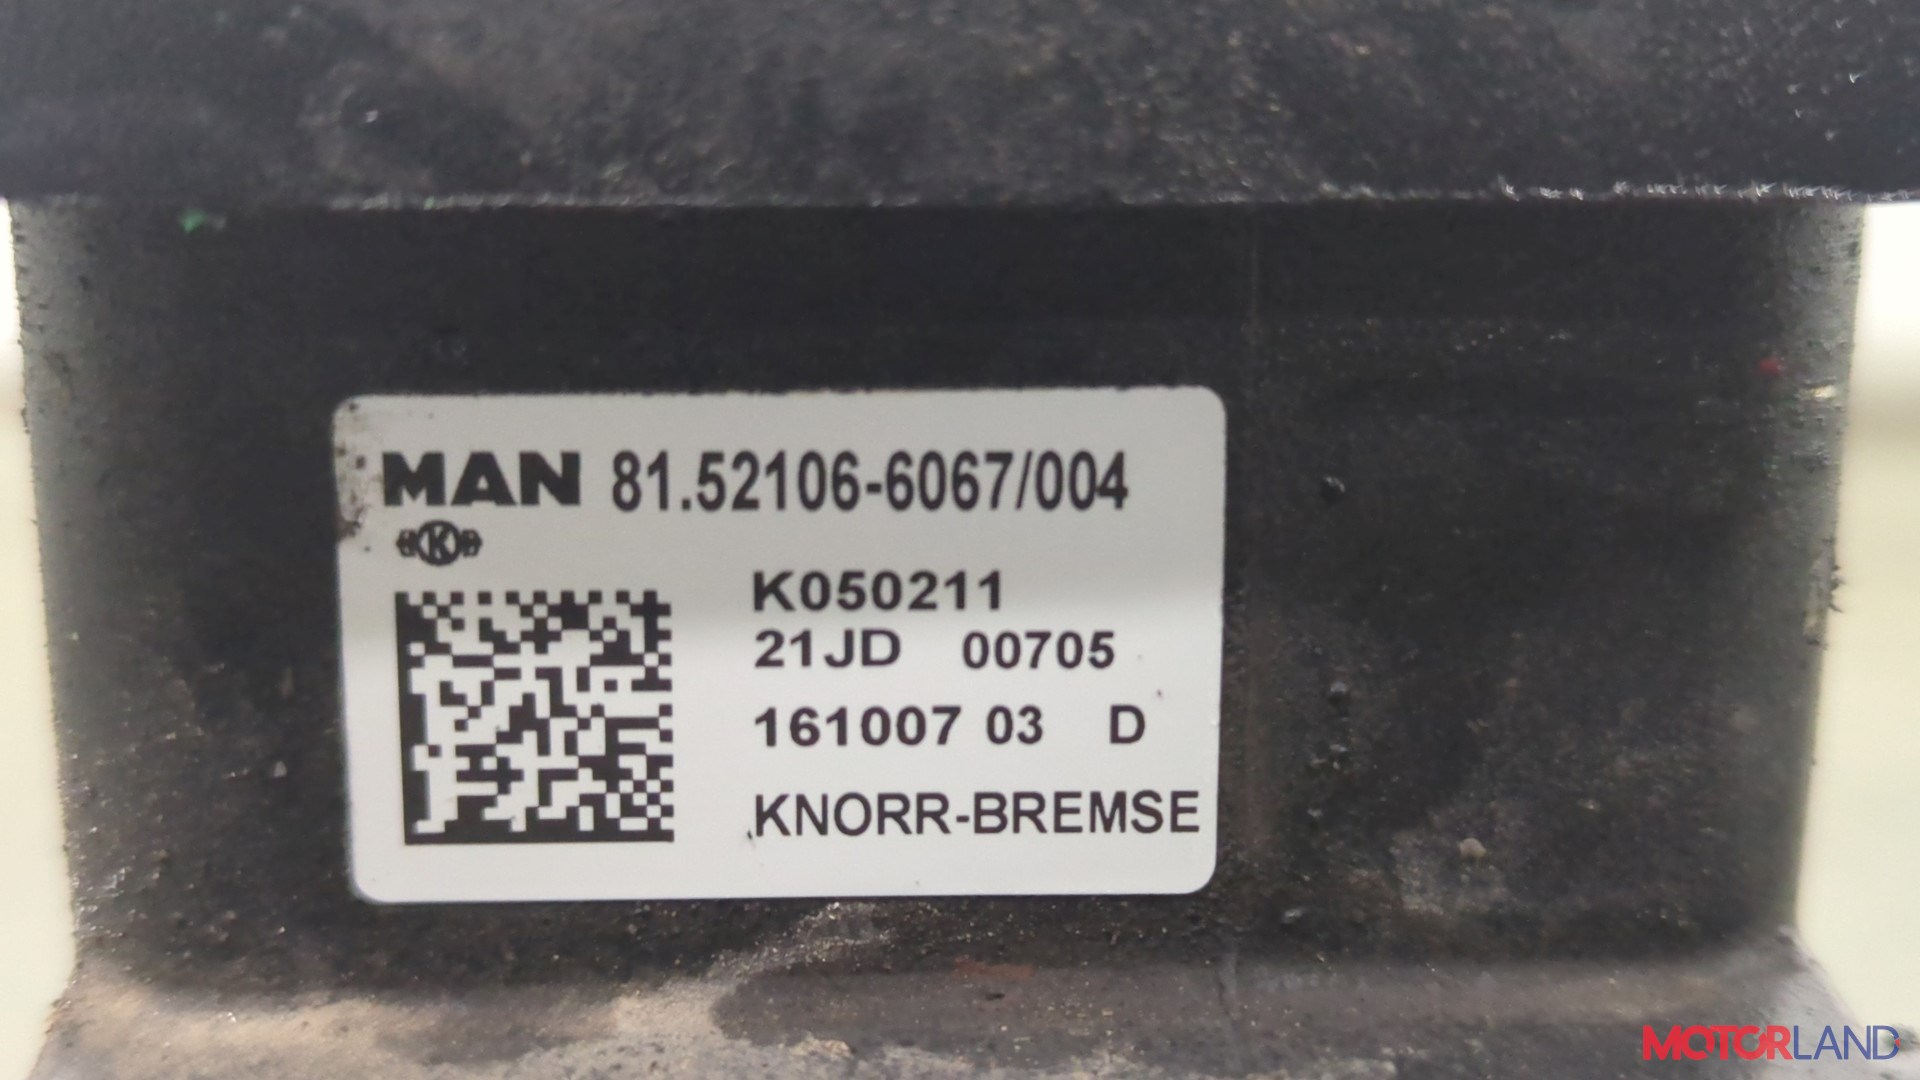 MAN 81.52106-6067/004
K
K050211
21JD 00705
161007 03 D
KNORR-BREMSE
MOTORLAND